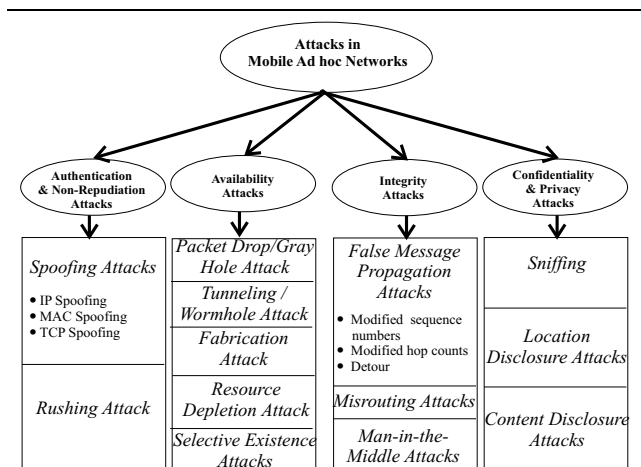 Attacks in
Mobile Ad hoc Networks
Authentication
& Non-Repudiation
Attacks
Availability
Attacks
Integrity
Attacks
Confidentiality
& Privacy
Attacks
Spoofing Attacks
• IP Spoofing
• MAC Spoofing
• TCP Spoofing
Rushing Attack
Packet Drop/Gray
Hole Attack
Tunneling /
Wormhole Attack
Fabrication
Attack
Resource
Depletion Attack
Selective Existence
Attacks
False Message
Propagation
Attacks
• Modified sequence
numbers
• Modified hop counts
• Detour
Misrouting Attacks
Man-in-the-
Middle Attacks
Sniffing
Location
Disclosure Attacks
Content Disclosure
Attacks